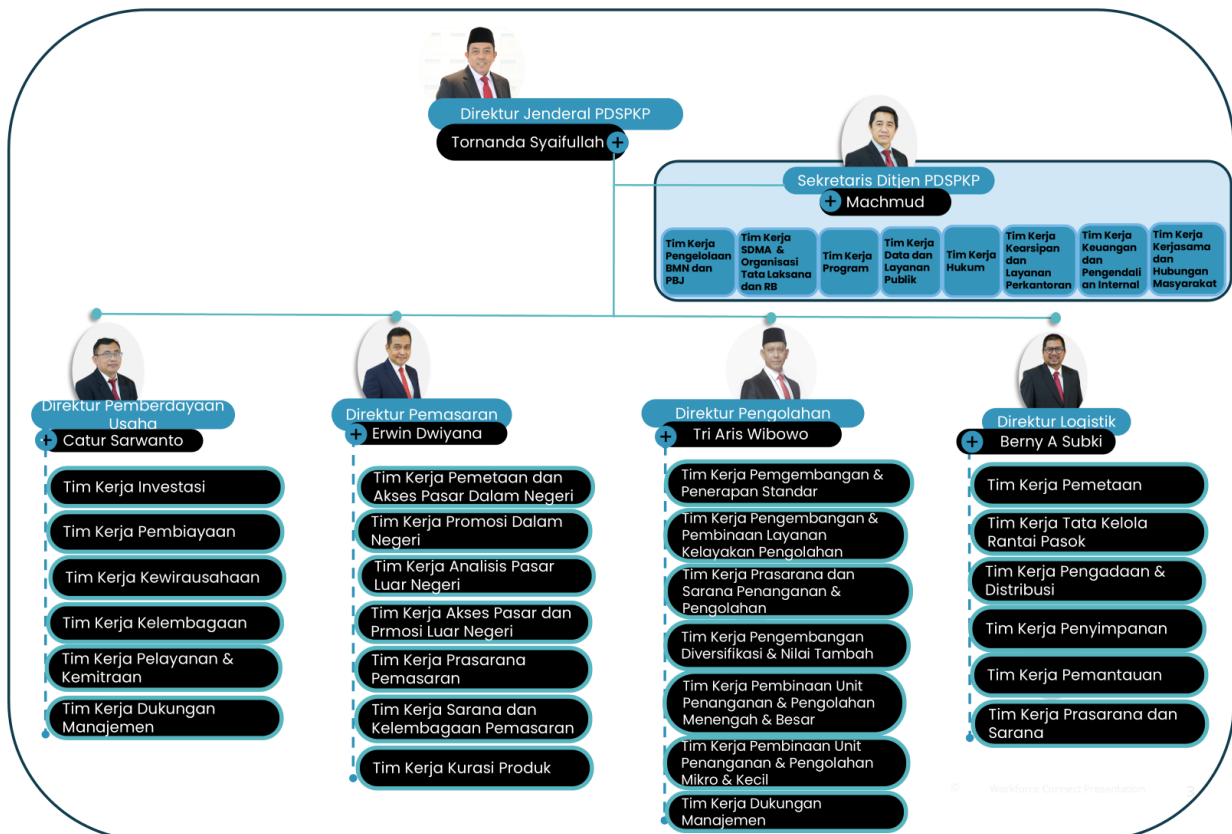 Direktur Jenderal PDSPKP
Tornanda Syaifullah
+
Sekretaris Ditjen PDSPKP
+
Machmud
Tim Kerja
Pengelolaan
BMN dan
PBJ
Tim Kerja
SDMA &
Organisasi
Tata Laksana
dan RB
Tim Kerja
Program
Tim Kerja
Data dan
Layanan
Publik
Tim Kerja
Hukum
Tim Kerja
Kearsipan
dan
Layanan
Perkantoran
Tim Kerja
Keuangan
dan
Pengendali
an Internal
Tim Kerja
Kerjasama
dan
Hubungan
Masyarakat
Direktur Pemberdayaan
Usaha
+
Catur Sarwanto
Tim Kerja Investasi
Tim Kerja Pembiayaan
Tim Kerja Kewirausahaan
Tim Kerja Kelembagaan
Tim Kerja Pelayanan &
Kemitraan
Tim Kerja Dukungan
Manajemen
Direktur Pemasaran
+
Erwin Dwiyana
Tim Kerja Pemetaan dan
Akses Pasar Dalam Negeri
Tim Kerja Promosi Dalam
Negeri
Tim Kerja Analisis Pasar
Luar Negeri
Tim Kerja Akses Pasar dan
Prmosi Luar Negeri
Tim Kerja Prasarana
Pemasaran
Tim Kerja Sarana dan
Kelembagaan Pemasaran
Tim Kerja Kurasi Produk
Direktur Pengolahan
+
Tri Aris Wibowo
Tim Kerja Pemgembangan &
Penerapan Standar
Tim Kerja Pengembangan &
Pembinaan Layanan
Kelayakan Pengolahan
Tim Kerja Prasarana dan
Sarana Penanganan &
Pengolahan
Tim Kerja Pengembangan
Diversifikasi & Nilai Tambah
Tim Kerja Pembinaan Unit
Penanganan & Pengolahan
Menengah & Besar
Tim Kerja Pembinaan Unit
Penanganan & Pengolahan
Mikro & Kecil
Tim Kerja Dukungan
Manajemen
Direktur Logistik
+
Berny A Subki
Tim Kerja Pemetaan
Tim Kerja Tata Kelola
Rantai Pasok
Tim Kerja Pengadaan &
Distribusi
Tim Kerja Penyimpanan
Tim Kerja Pemantauan
Tim Kerja Prasarana dan
Sarana
© Workforce Connect Presentation 3